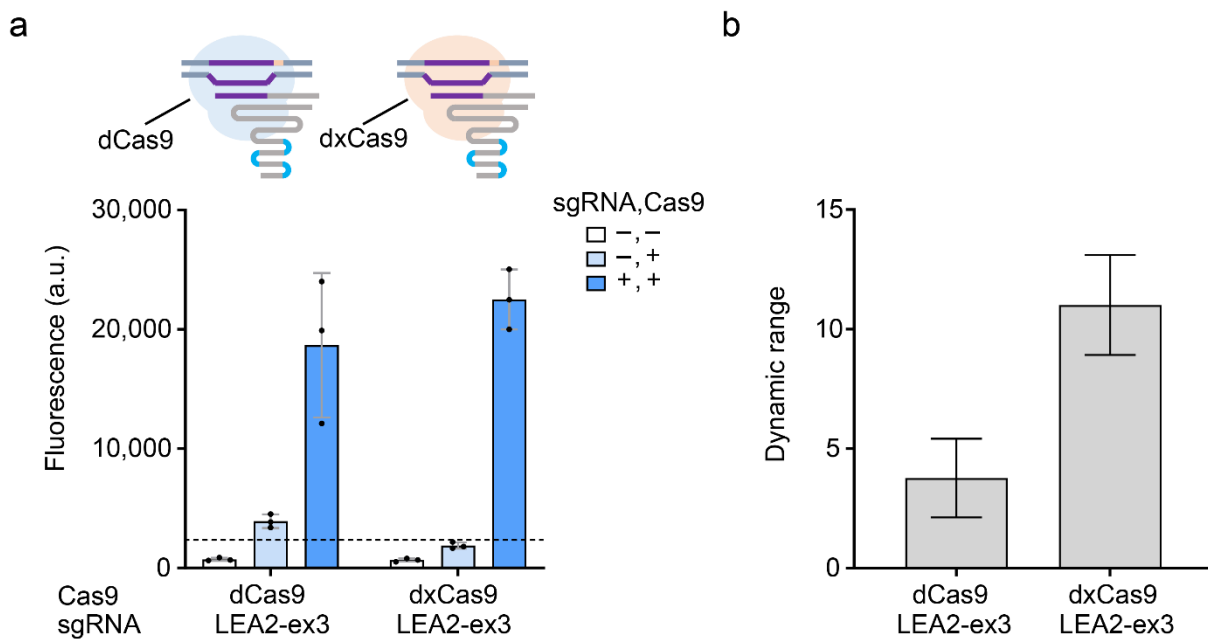 a
b
dCas9
dxCas9
sgRNA,Cas9
−, −
−, +
+, +
30,000
20,000
10,000
0
Fluorescence (a.u.)
Cas9
sgRNA
dCas9
LEA2-ex3
dxCas9
LEA2-ex3
15
10
5
0
Dynamic range
dCas9
LEA2-ex3
dxCas9
LEA2-ex3